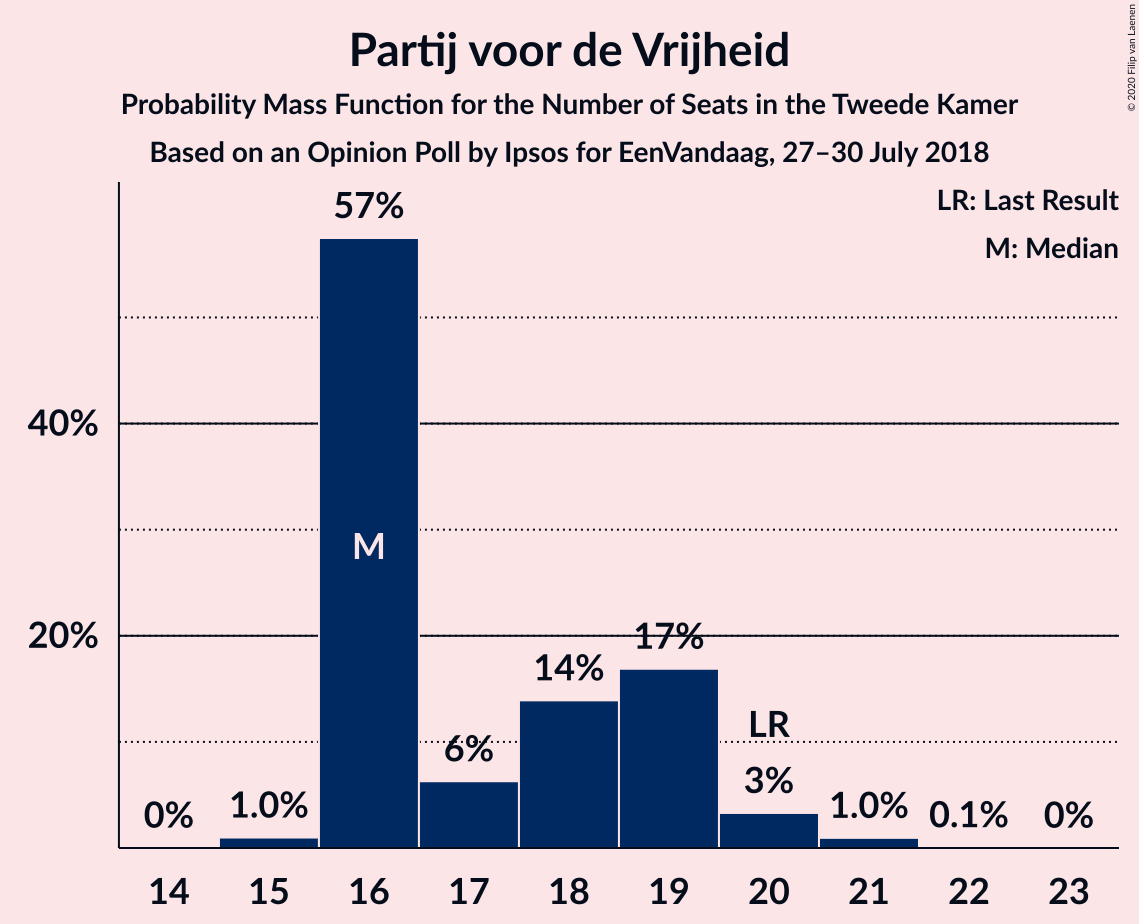 Partij voor de Vrijheid
Probability Mass Function for the Number of Seats in the Tweede Kamer
Based on an Opinion Poll by Ipsos for EenVandaag, 27–30 July 2018
© 2020 Filip van Laenen
LR: Last Result
M: Median
57%
40%
M
20%
17%
14%
LR
6%
3%
0%
1.0%
1.0%
0.1%
0%
14 15 16 17 18 19 20 21 22 23